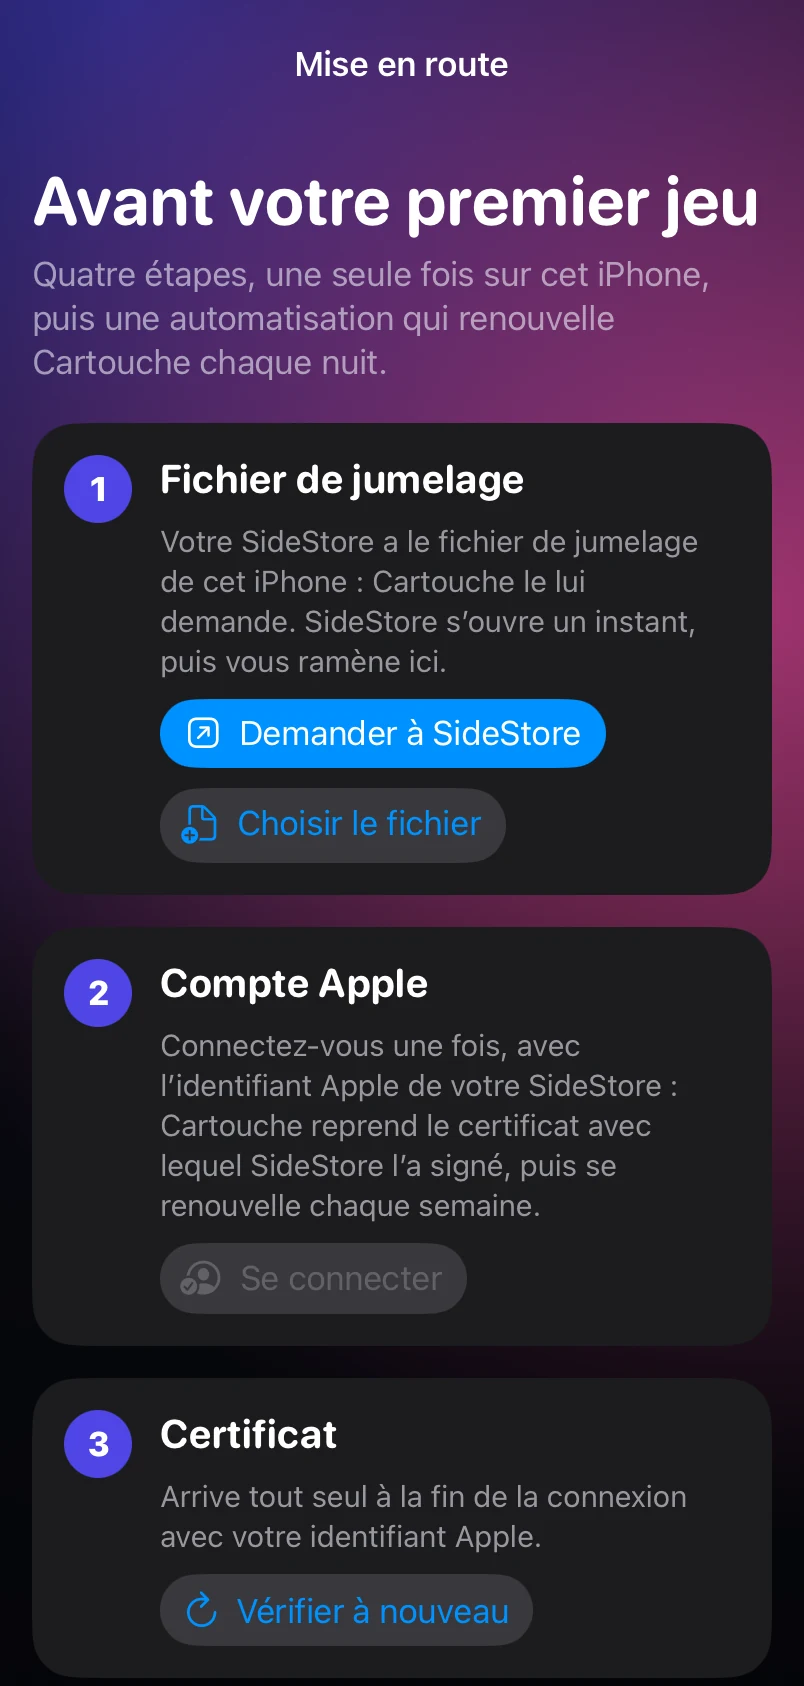 Mise en route
Avant votre premier jeu
Quatre étapes, une seule fois sur cet iPhone,
puis une automatisation qui renouvelle
Cartouche chaque nuit.
1
Fichier de jumelage
Votre SideStore a le fichier de jumelage
de cet iPhone : Cartouche le lui
demande. SideStore s’ouvre un instant,
puis vous ramène ici.
Demander à SideStore
Choisir le fichier
2
Compte Apple
Connectez-vous une fois, avec
l’identifiant Apple de votre SideStore :
Cartouche reprend le certificat avec
lequel SideStore l’a signé, puis se
renouvelle chaque semaine.
Se connecter
3
Certificat
Arrive tout seul à la fin de la connexion
avec votre identifiant Apple.
Vérifier à nouveau